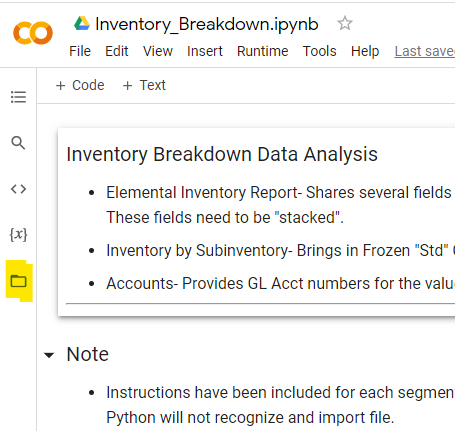 Inventory_Breakdown.ipynb
File Edit View Insert Runtime Tools Help Last save
+ Code + Text
Inventory Breakdown Data Analysis
• Elemental Inventory Report- Shares several fields
These fields need to be "stacked".
• Inventory by Subinventory- Brings in Frozen "Std"
• Accounts- Provides GL Acct numbers for the valu
{x}
Note
• Instructions have been included for each segmen
Python will not recognize and import file.